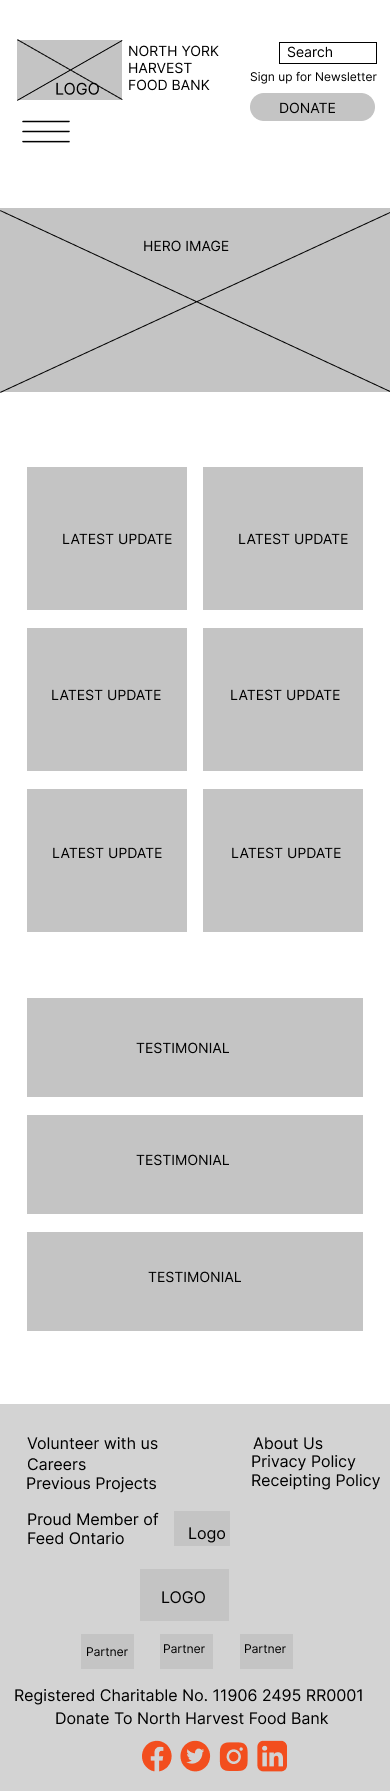 LOGO
NORTH YORK
HARVEST
FOOD BANK
Search
Sign up for Newsletter
DONATE
HERO IMAGE
LATEST UPDATE
LATEST UPDATE
LATEST UPDATE
LATEST UPDATE
LATEST UPDATE
LATEST UPDATE
TESTIMONIAL
TESTIMONIAL
TESTIMONIAL
Volunteer with us
Careers
Previous Projects
About Us
Privacy Policy
Receipting Policy
Proud Member of
Feed Ontario
Logo
LOGO
Partner
Partner
Partner
Registered Charitable No. 11906 2495 RR0001
Donate To North Harvest Food Bank